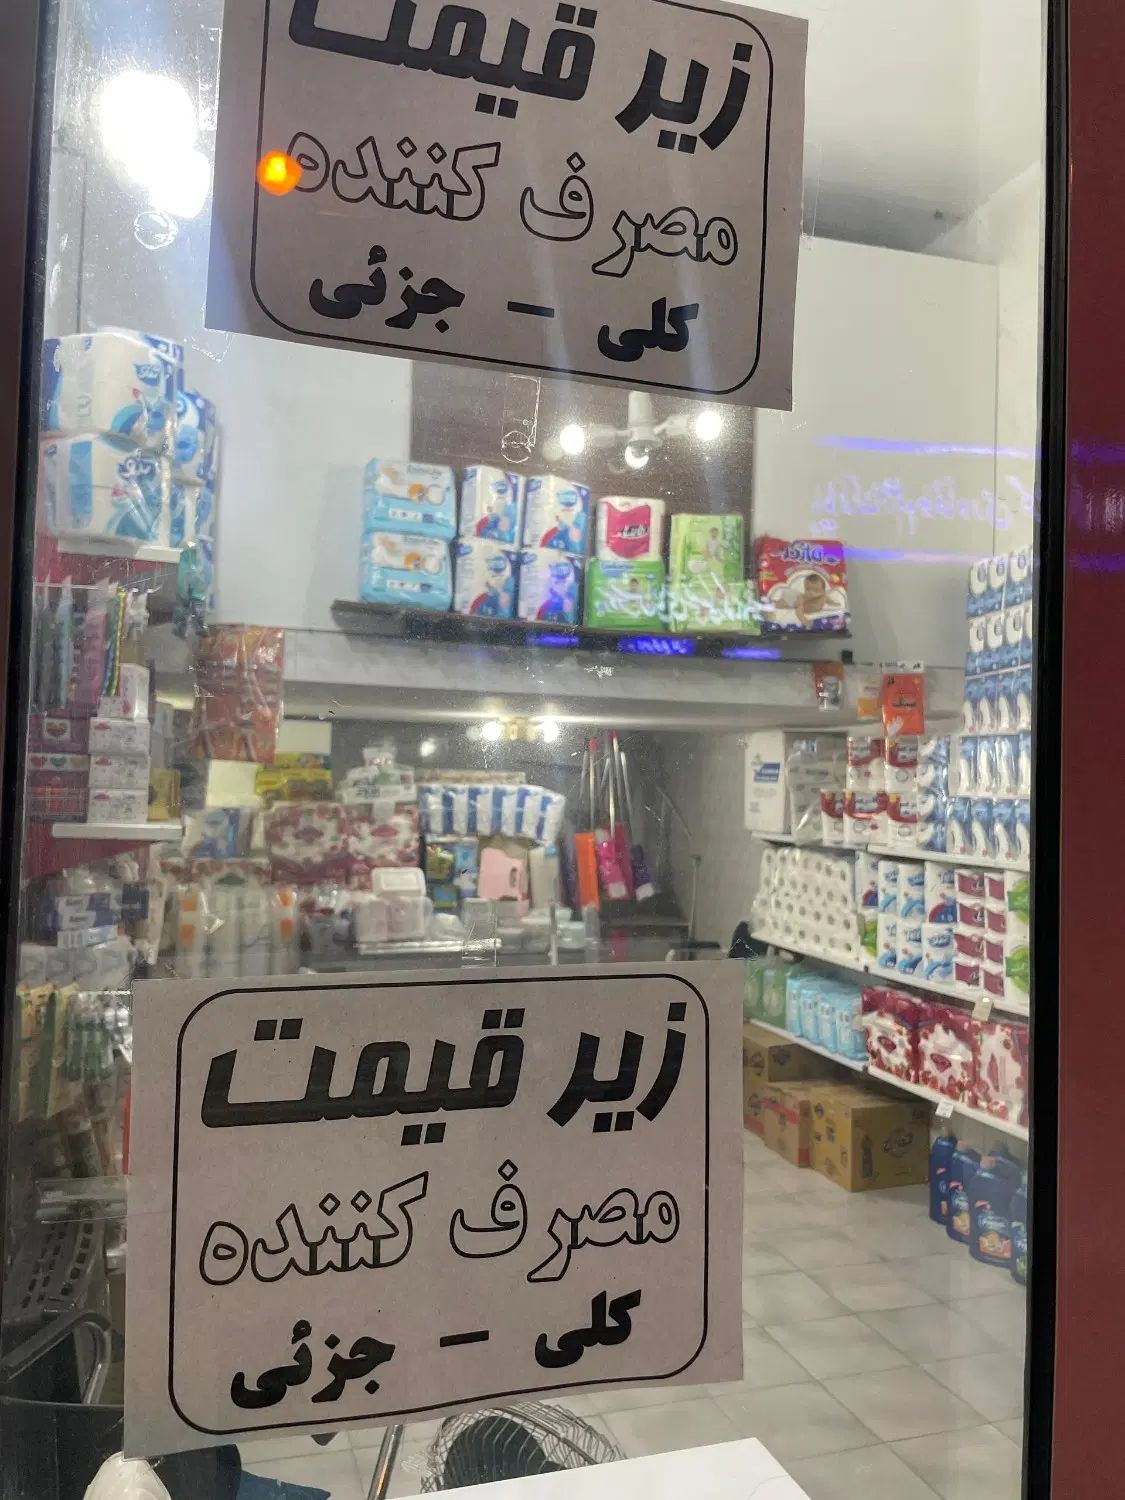 زیر قیمت
مصرف کننده
کلی - جزئی
زیر قیمت
مصرف کننده
کلی - جزئی